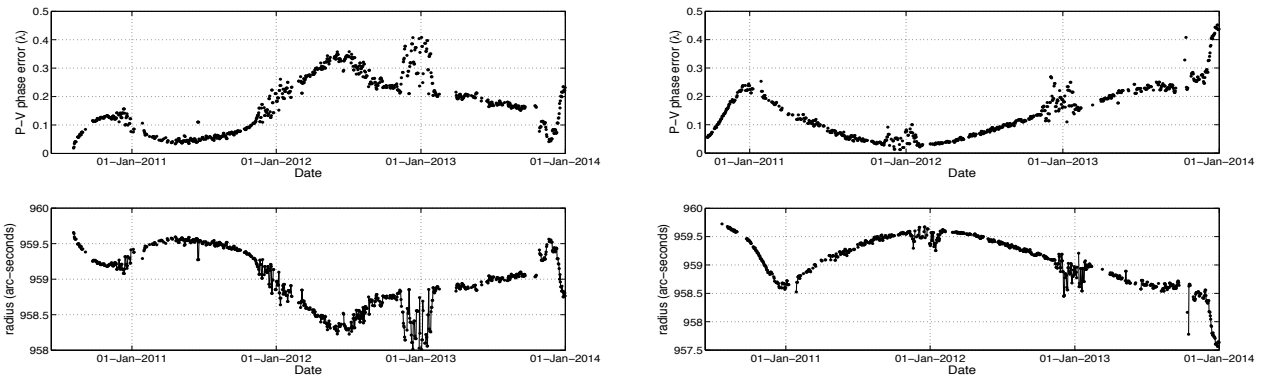 0.5
0.4
0.3
0.2
0.1
0
P−V phase error (λ)
01−Jan−2011 01−Jan−2012 01−Jan−2013 01−Jan−2014
Date
0.5
0.4
0.3
0.2
0.1
0
P−V phase error (λ)
01−Jan−2011 01−Jan−2012 01−Jan−2013 01−Jan−2014
Date
960
959.5
959
958.5
958
radius (arc−seconds)
01−Jan−2011 01−Jan−2012 01−Jan−2013 01−Jan−2014
Date
960
959.5
959
958.5
958
957.5
radius (arc−seconds)
01−Jan−2011 01−Jan−2012 01−Jan−2013 01−Jan−2014
Date